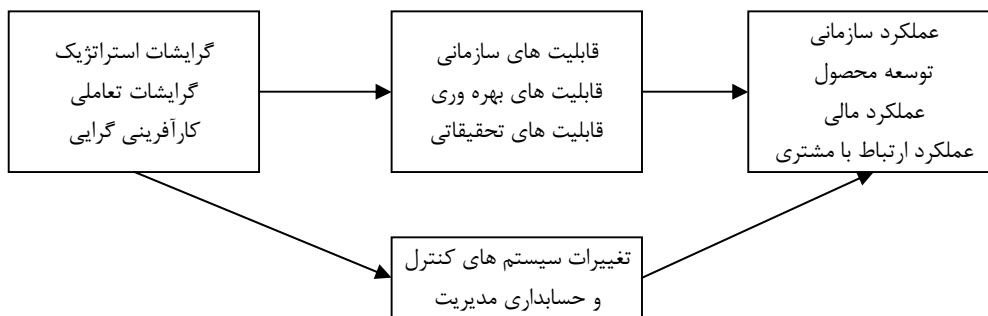 گرایشات استراتژیک
گرایشات تعاملی
کارآفرینی گرایی
قابلیت های سازمانی
قابلیت های بهره وری
قابلیت های تحقیقاتی
عملکرد سازمانی
توسعه محصول
عملکرد مالی
عملکرد ارتباط با مشتری
تغییرات سیستم های کنترل
و حسابداری مدیریت